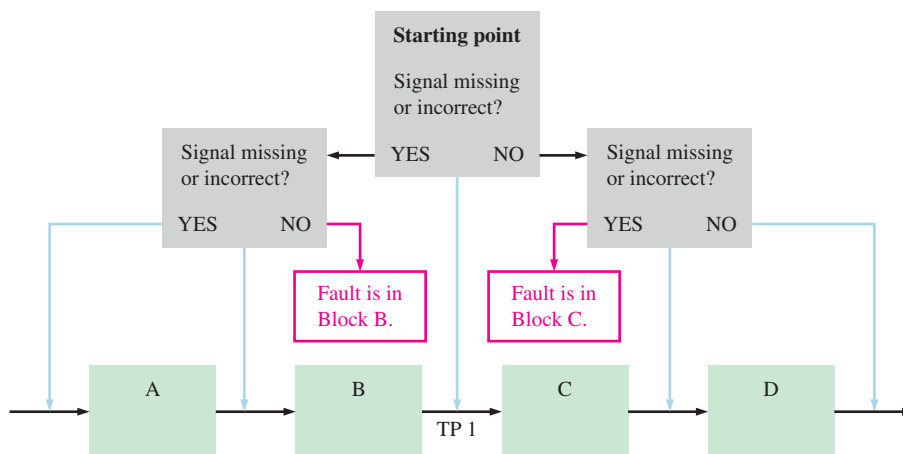 Starting point
Signal missing
or incorrect?
YES NO
Signal missing
or incorrect?
YES NO
Signal missing
or incorrect?
YES NO
Fault is in
Block B.
Fault is in
Block C.
A
B
C
D
TP 1